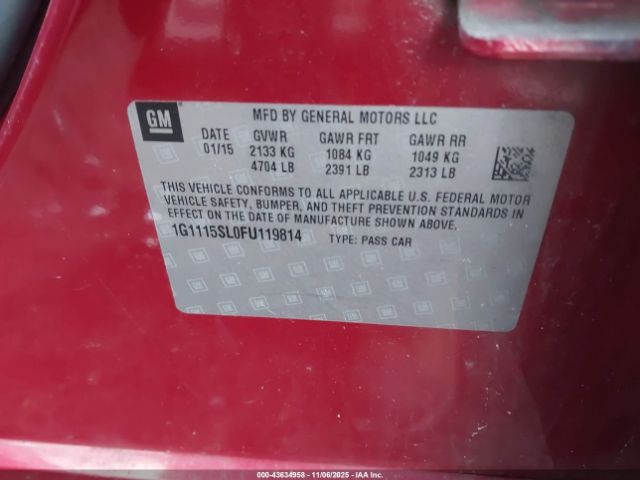 GM
MFD BY GENERAL MOTORS LLC
DATE GVWR GAWR FRT GAWR RR
01/15 2133 KG 1084 KG 1049 KG
4704 LB 2391 LB 2313 LB
THIS VEHICLE CONFORMS TO ALL APPLICABLE U.S. FEDERAL MOTOR
VEHICLE SAFETY, BUMPER, AND THEFT PREVENTION STANDARDS IN
EFFECT ON THE DATE OF MANUFACTURE SHOWN ABOVE.
1G1115SL0FU119814 TYPE: PASS CAR
000-43634958 - 11/06/2025 - IAA Inc.